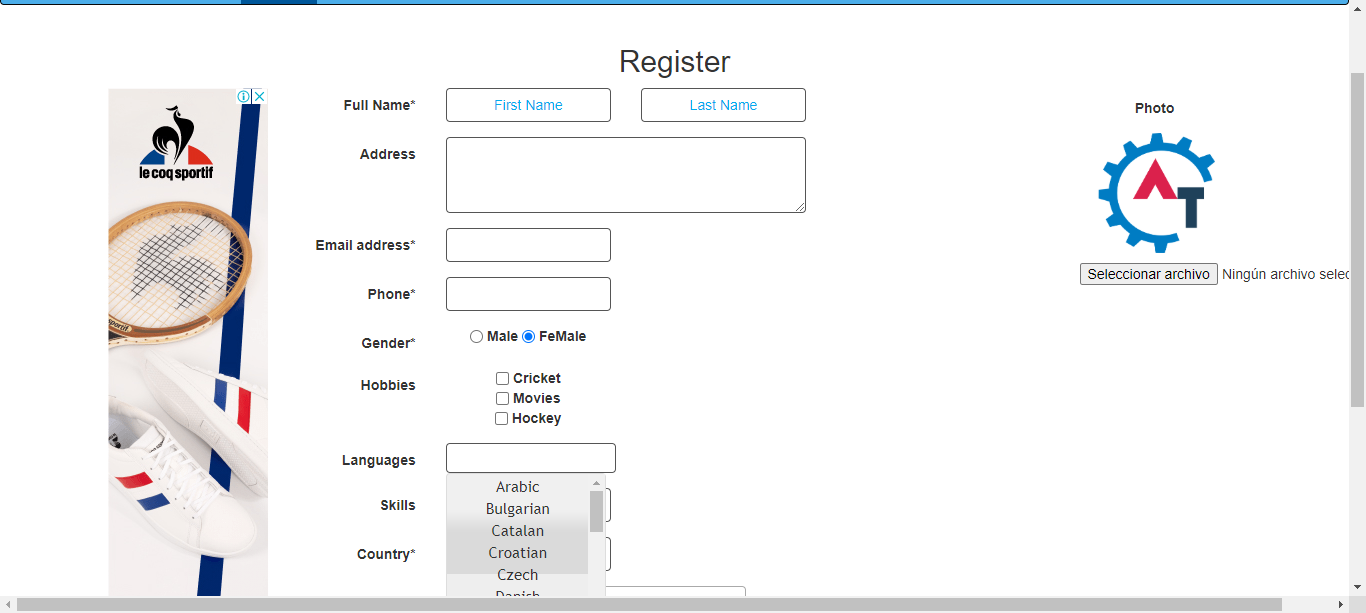 Register
le coq sportif
Full Name*
First Name
Last Name
Photo
AT
Address
Seleccionar archivo
Ningún archivo selec
Email address*
Phone*
Gender*
Male
FeMale
Hobbies
Cricket
Movies
Hockey
Languages
Arabic
Bulgarian
Catalan
Croatian
Czech
Danish
Skills
Country*